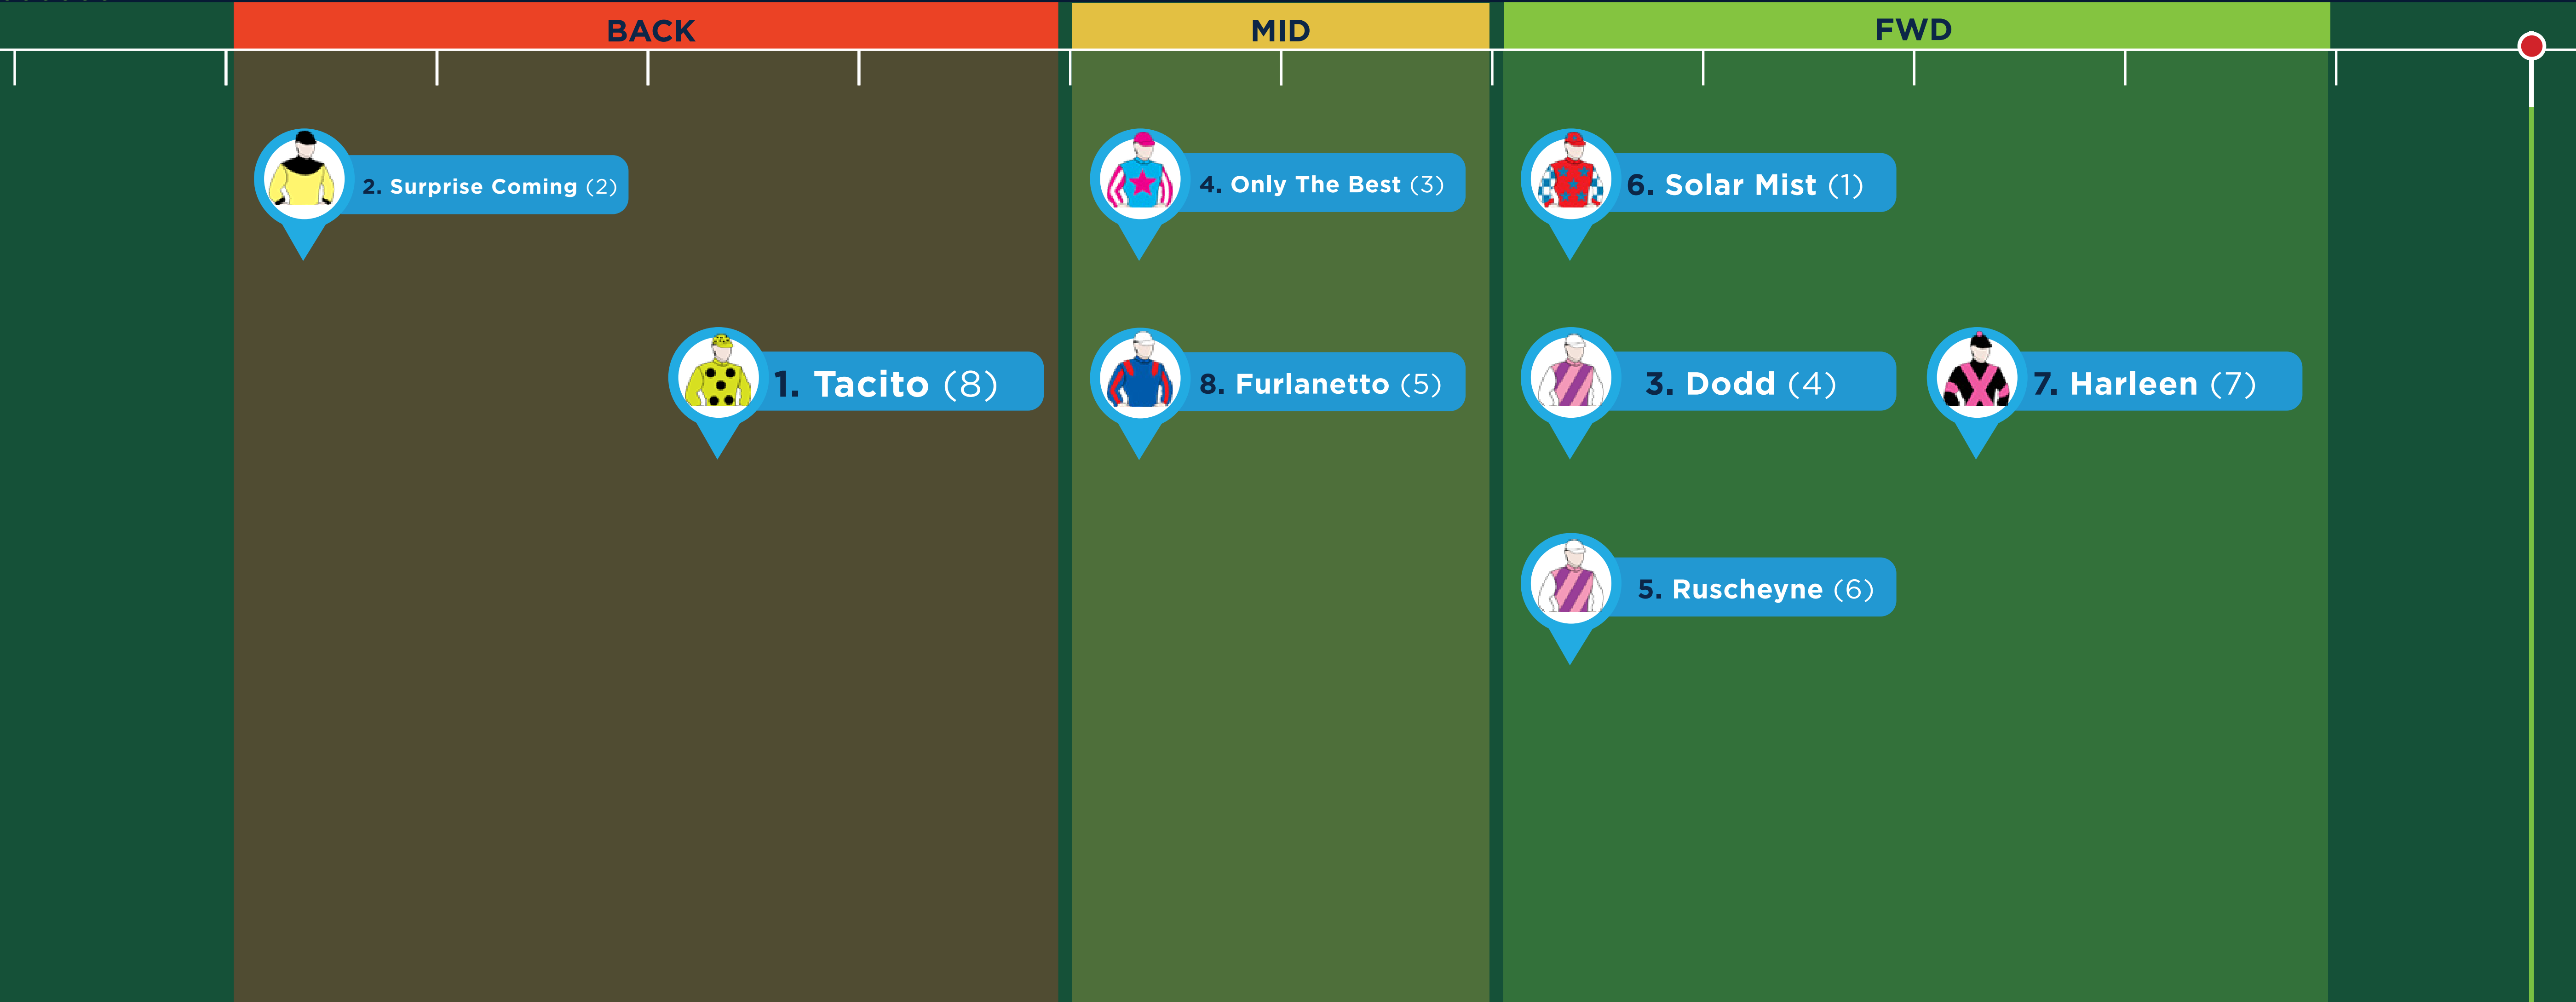 BACK
MID
FWD
2. Surprise Coming (2)
4. Only The Best (3)
6. Solar Mist (1)
1. Tacito (8)
8. Furlanetto (5)
3. Dodd (4)
7. Harleen (7)
5. Ruscheyne (6)